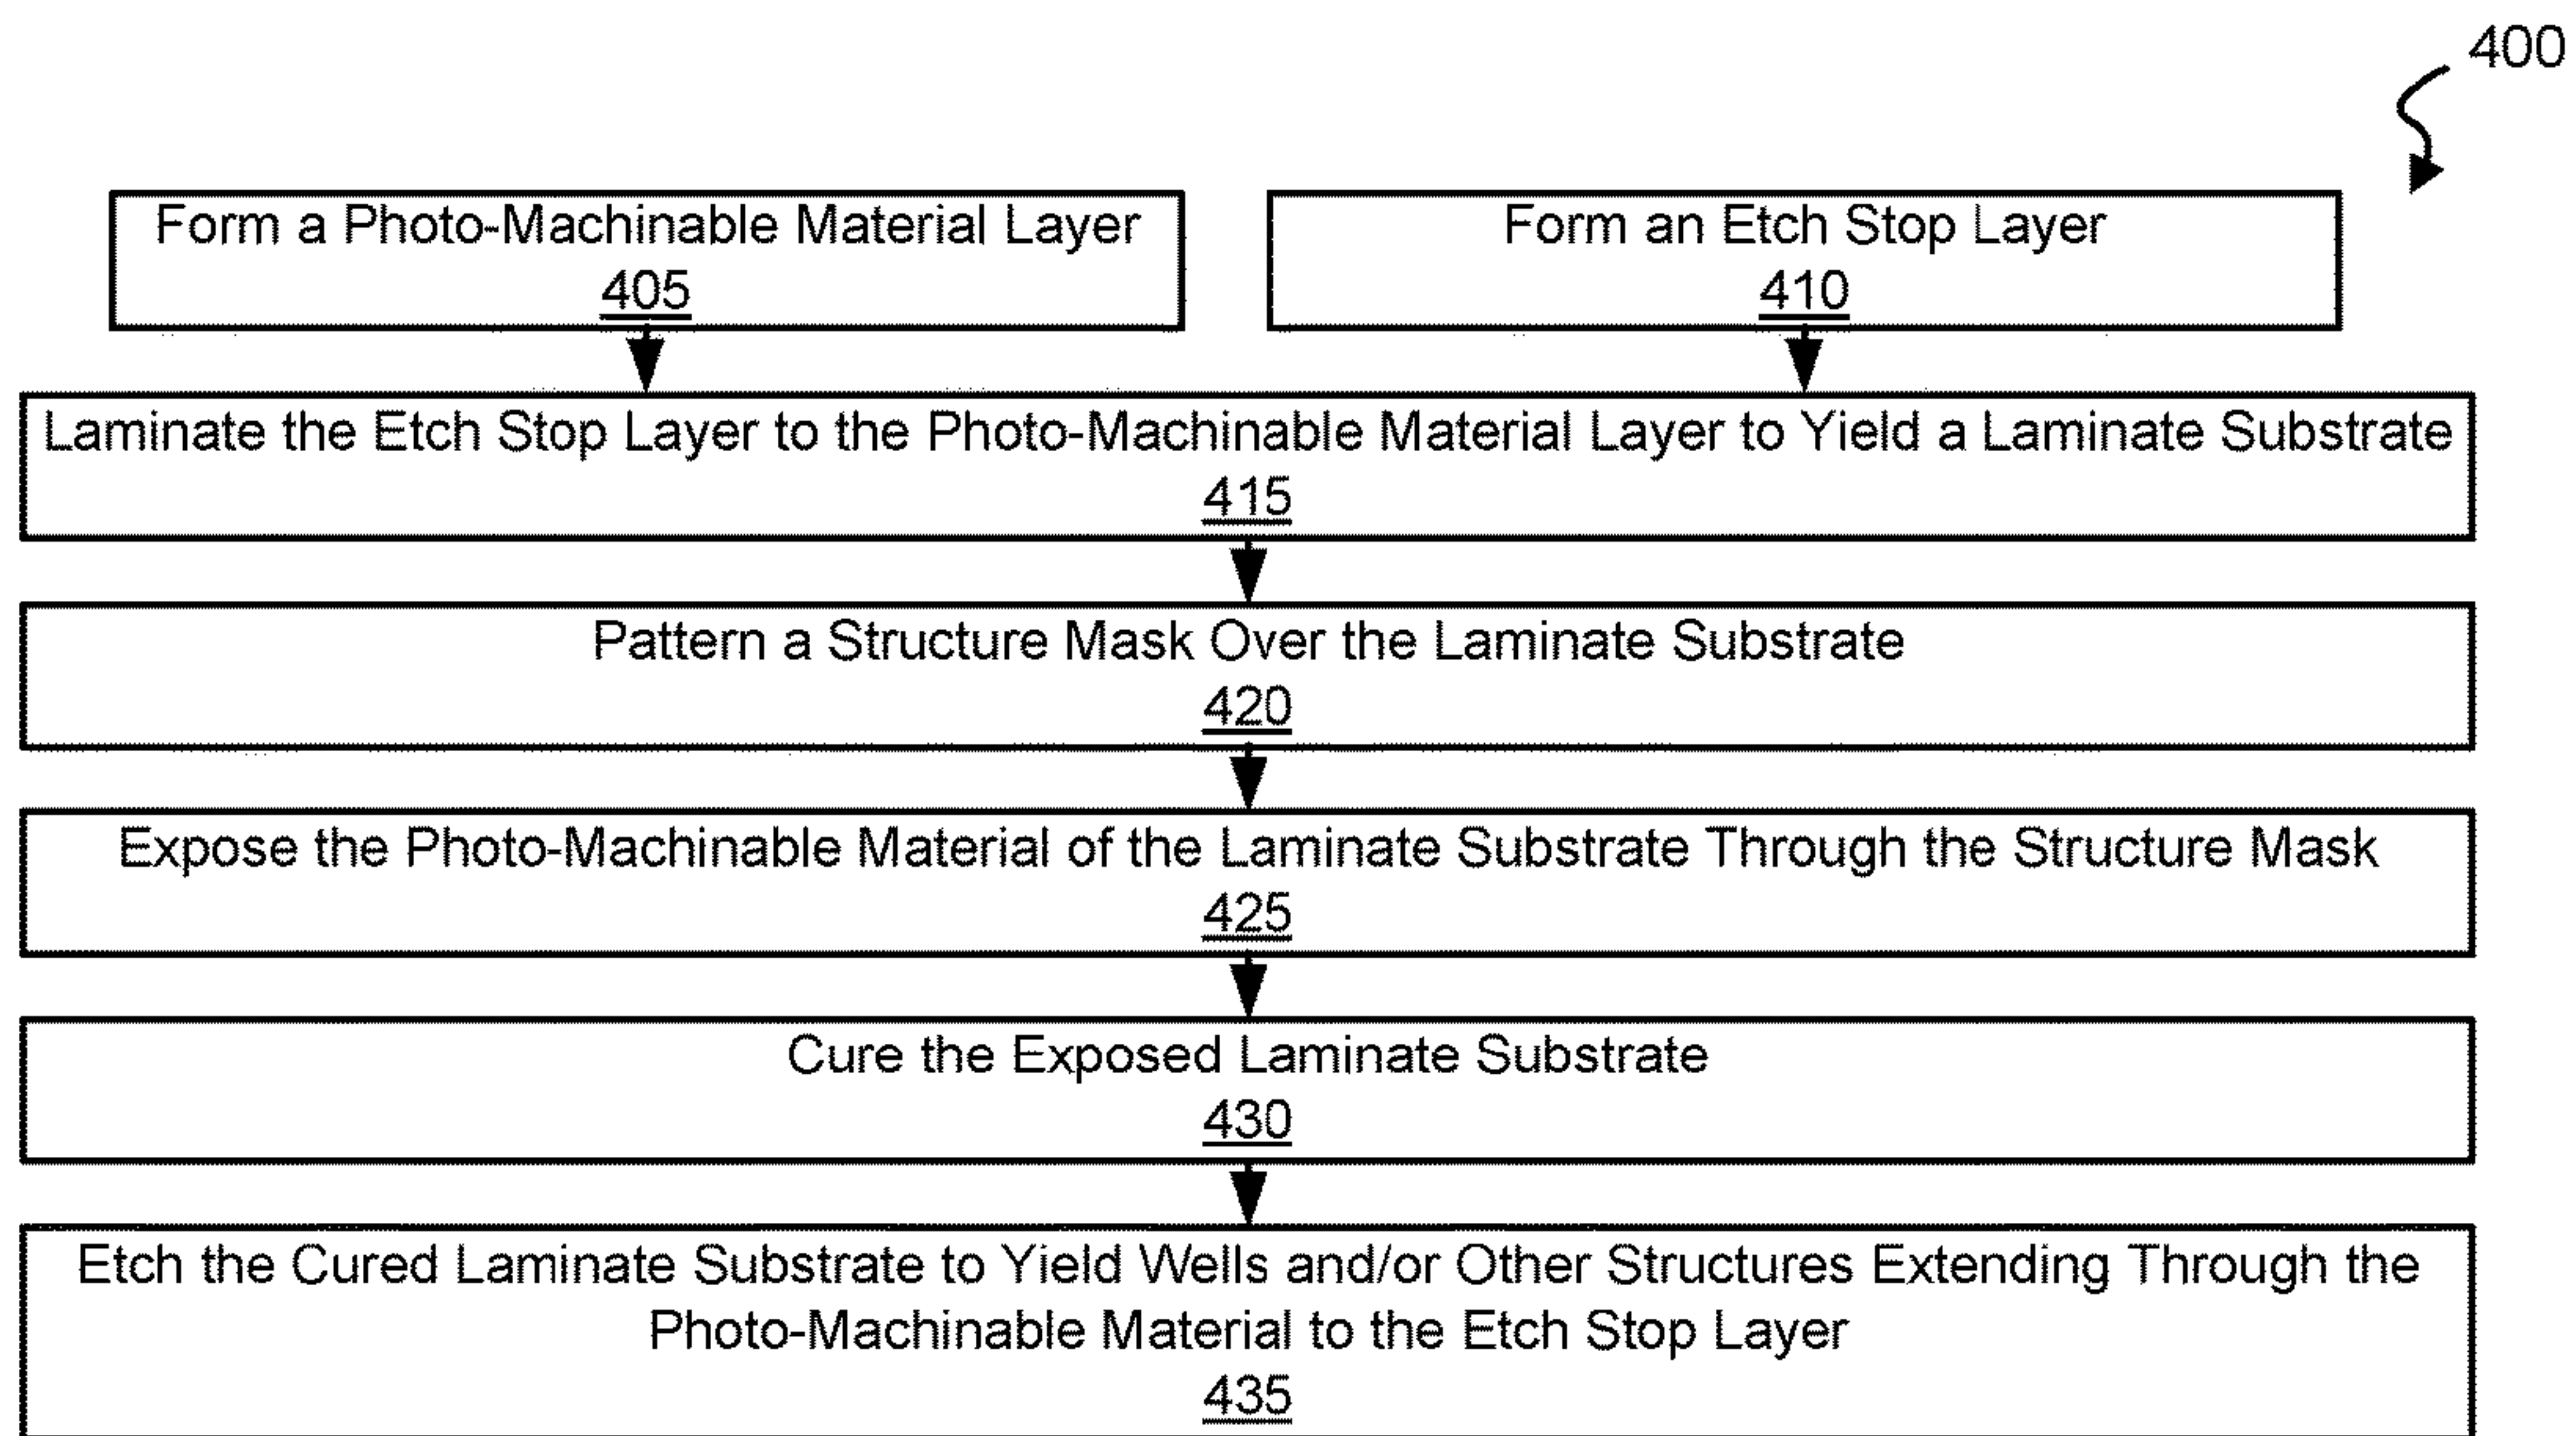 400
Form a Photo-Machinable Material Layer
405
Form an Etch Stop Layer
410
Laminate the Etch Stop Layer to the Photo-Machinable Material Layer to Yield a Laminate Substrate
415
Pattern a Structure Mask Over the Laminate Substrate
420
Expose the Photo-Machinable Material of the Laminate Substrate Through the Structure Mask
425
Cure the Exposed Laminate Substrate
430
Etch the Cured Laminate Substrate to Yield Wells and/or Other Structures Extending Through the
Photo-Machinable Material to the Etch Stop Layer
435